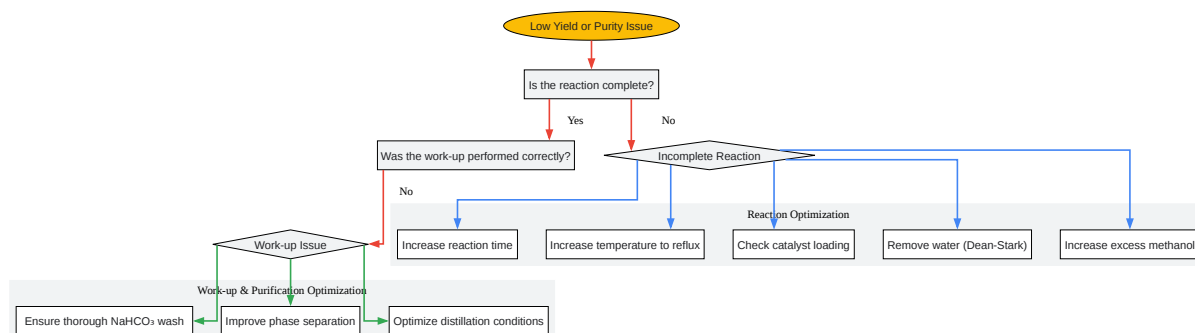 Low Yield or Purity Issue
Is the reaction complete?
Yes
No
Was the work-up performed correctly?
Incomplete Reaction
No
Reaction Optimization
Work-up Issue
Increase reaction time
Increase temperature to reflux
Check catalyst loading
Remove water (Dean-Stark)
Increase excess methanol
Work-up & Purification Optimization
Ensure thorough NaHCO₃ wash
Improve phase separation
Optimize distillation conditions